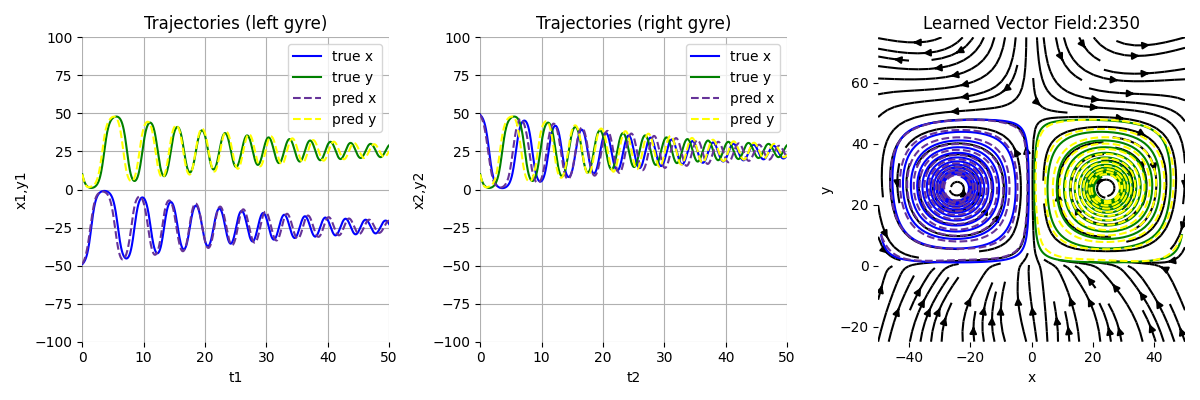 Trajectories (left gyre)
100
75
50
25
0
−25
−50
−75
−100
0 10 20 30 40 50
x1,y1
t1
true x
true y
pred x
pred y
Trajectories (right gyre)
100
75
50
25
0
−25
−50
−75
−100
0 10 20 30 40 50
x2,y2
t2
true x
true y
pred x
pred y
Learned Vector Field:2350
60
40
20
0
−20
−40 −20 0 20 40
y
x